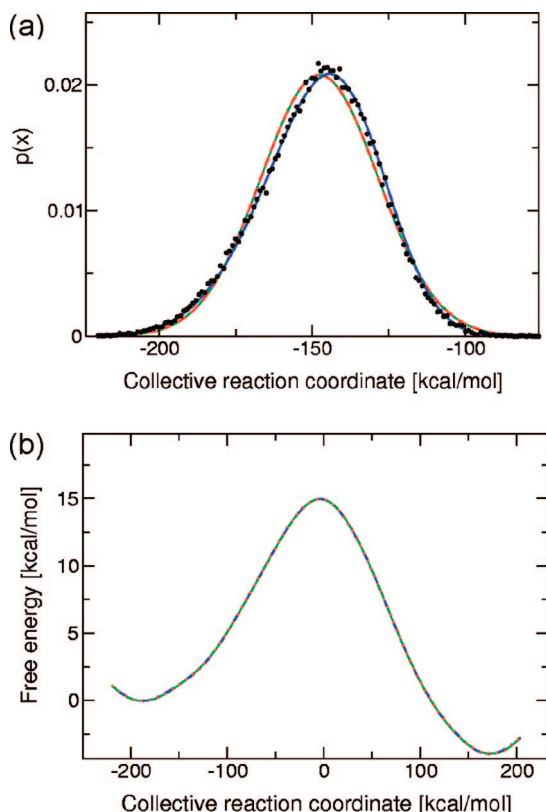 (a)
0.02
0.01
0
p(x)
-200
-150
-100
Collective reaction coordinate [kcal/mol]
(b)
15
10
5
0
Free energy [kcal/mol]
-200
-100
0
100
200
Collective reaction coordinate [kcal/mol]